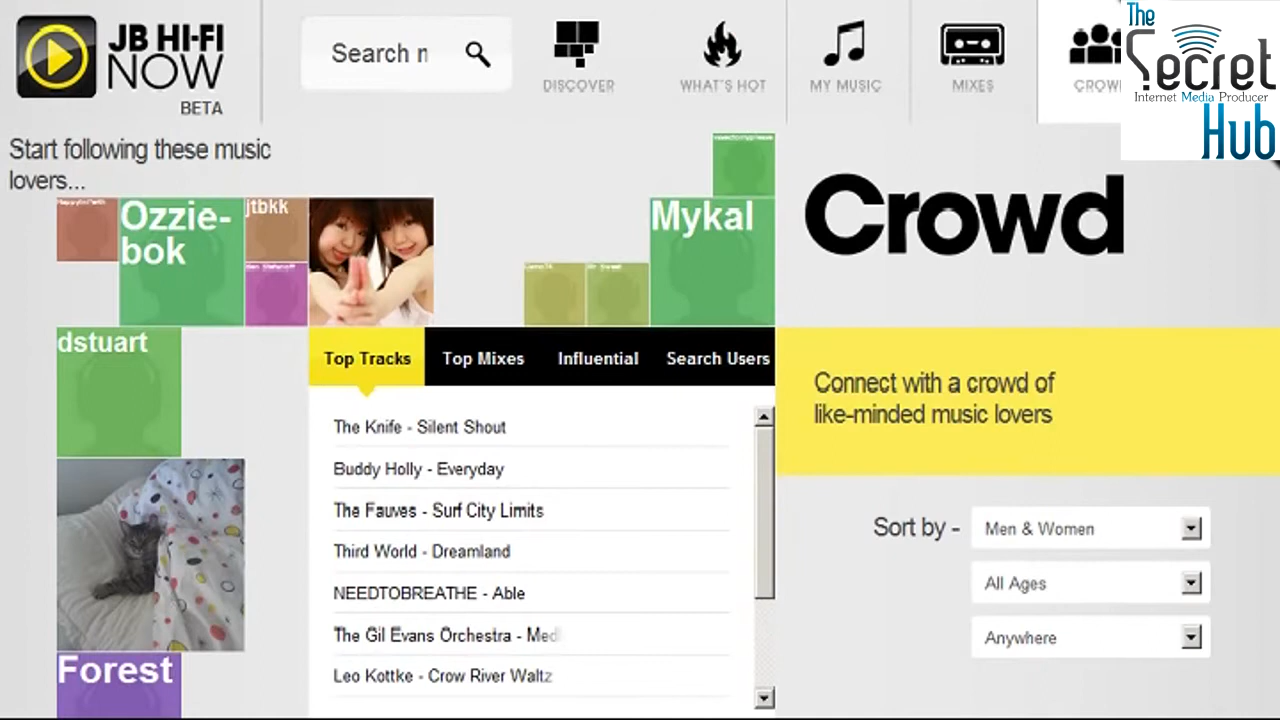 JB HI-FI
NOW
BETA
Search n
DISCOVER
WHAT'S HOT
MY MUSIC
MIXES
CROW
The
Secret
Internet Media Producer
Hub
Start following these music
lovers...
Ozzie-
bok
jtbkk
Mykal
dstuart
Forest
Crowd
Connect with a crowd of
like-minded music lovers
Top Tracks
Top Mixes
Influential
Search Users
The Knife - Silent Shout
Buddy Holly - Everyday
The Fauves - Surf City Limits
Third World - Dreamland
NEEDTOBREATHE - Able
The Gil Evans Orchestra - Med
Leo Kottke - Crow River Waltz
Sort by -
Men & Women
All Ages
Anywhere